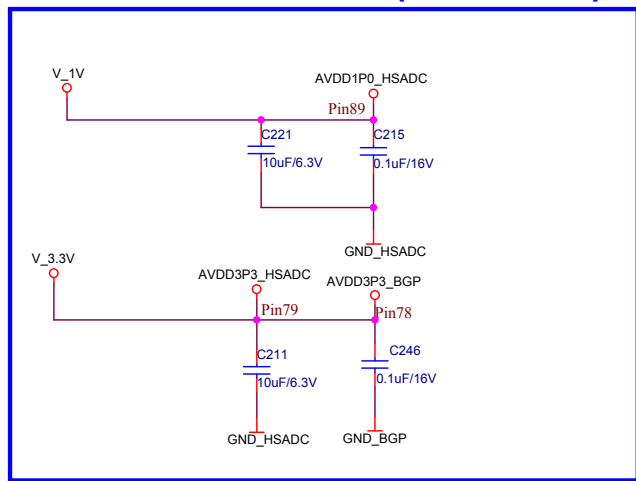 V_1V
AVDD1P0_HSADC
Pin89
C221
C215
10uF/6.3V
0.1uF/16V
GND_HSADC
V_3.3V
AVDD3P3_HSADC
AVDD3P3_BGP
Pin79
Pin78
C211
C246
10uF/6.3V
0.1uF/16V
GND_HSADC
GND_BGP